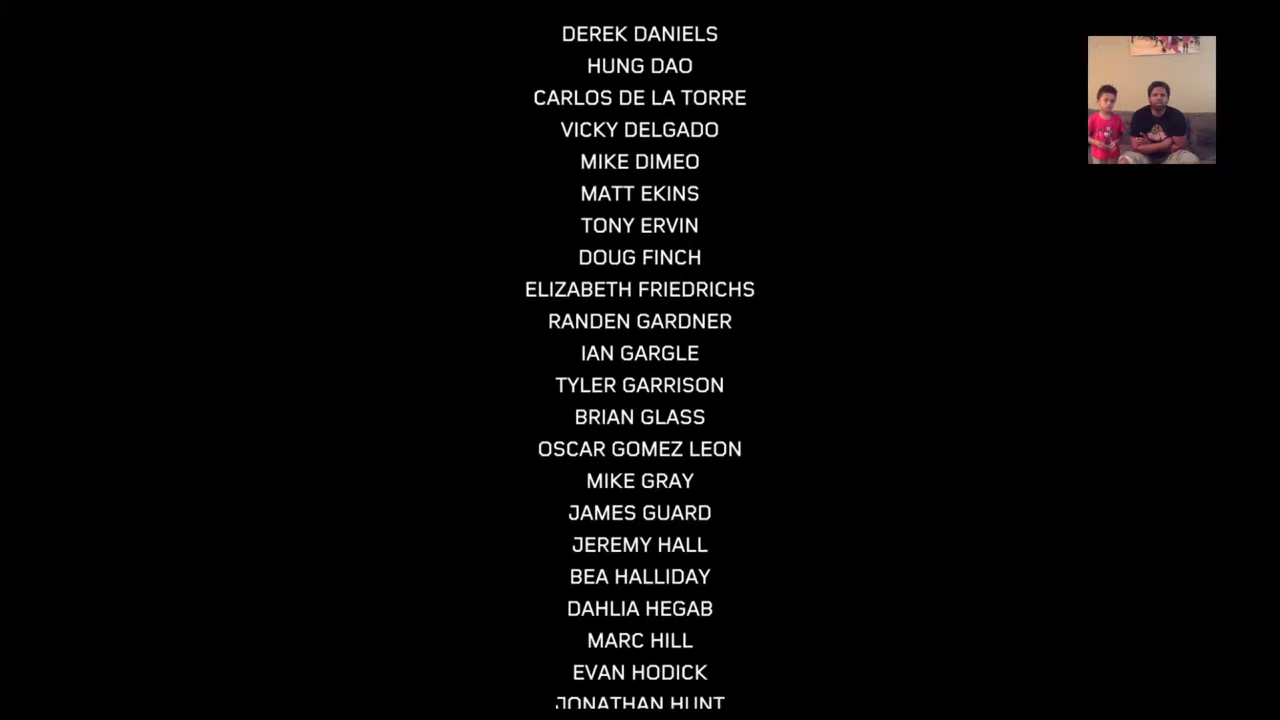 DEREK DANIELS
HUNG DAO
CARLOS DE LA TORRE
VICKY DELGADO
MIKE DIMEO
MATT EKINS
TONY ERVIN
DOUG FINCH
ELIZABETH FRIEDRICHS
RANDEN GARDNER
IAN GARGLE
TYLER GARRISON
BRIAN GLASS
OSCAR GOMEZ LEON
MIKE GRAY
JAMES GUARD
JEREMY HALL
BEA HALLIDAY
DAHLIA HEGAB
MARC HILL
EVAN HODICK
JONATHAN HUNT